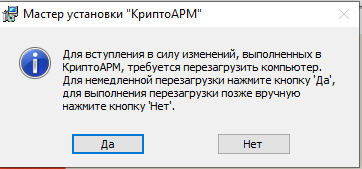 Мастер установки "КриптоАРМ"
Для вступления в силу изменений, выполненных в
КриптоАРМ, требуется перезагрузить компьютер.
Для немедленной перезагрузки нажмите кнопку 'Да',
для выполнения перезагрузки позже вручную
нажмите кнопку 'Нет'.
Да
Нет